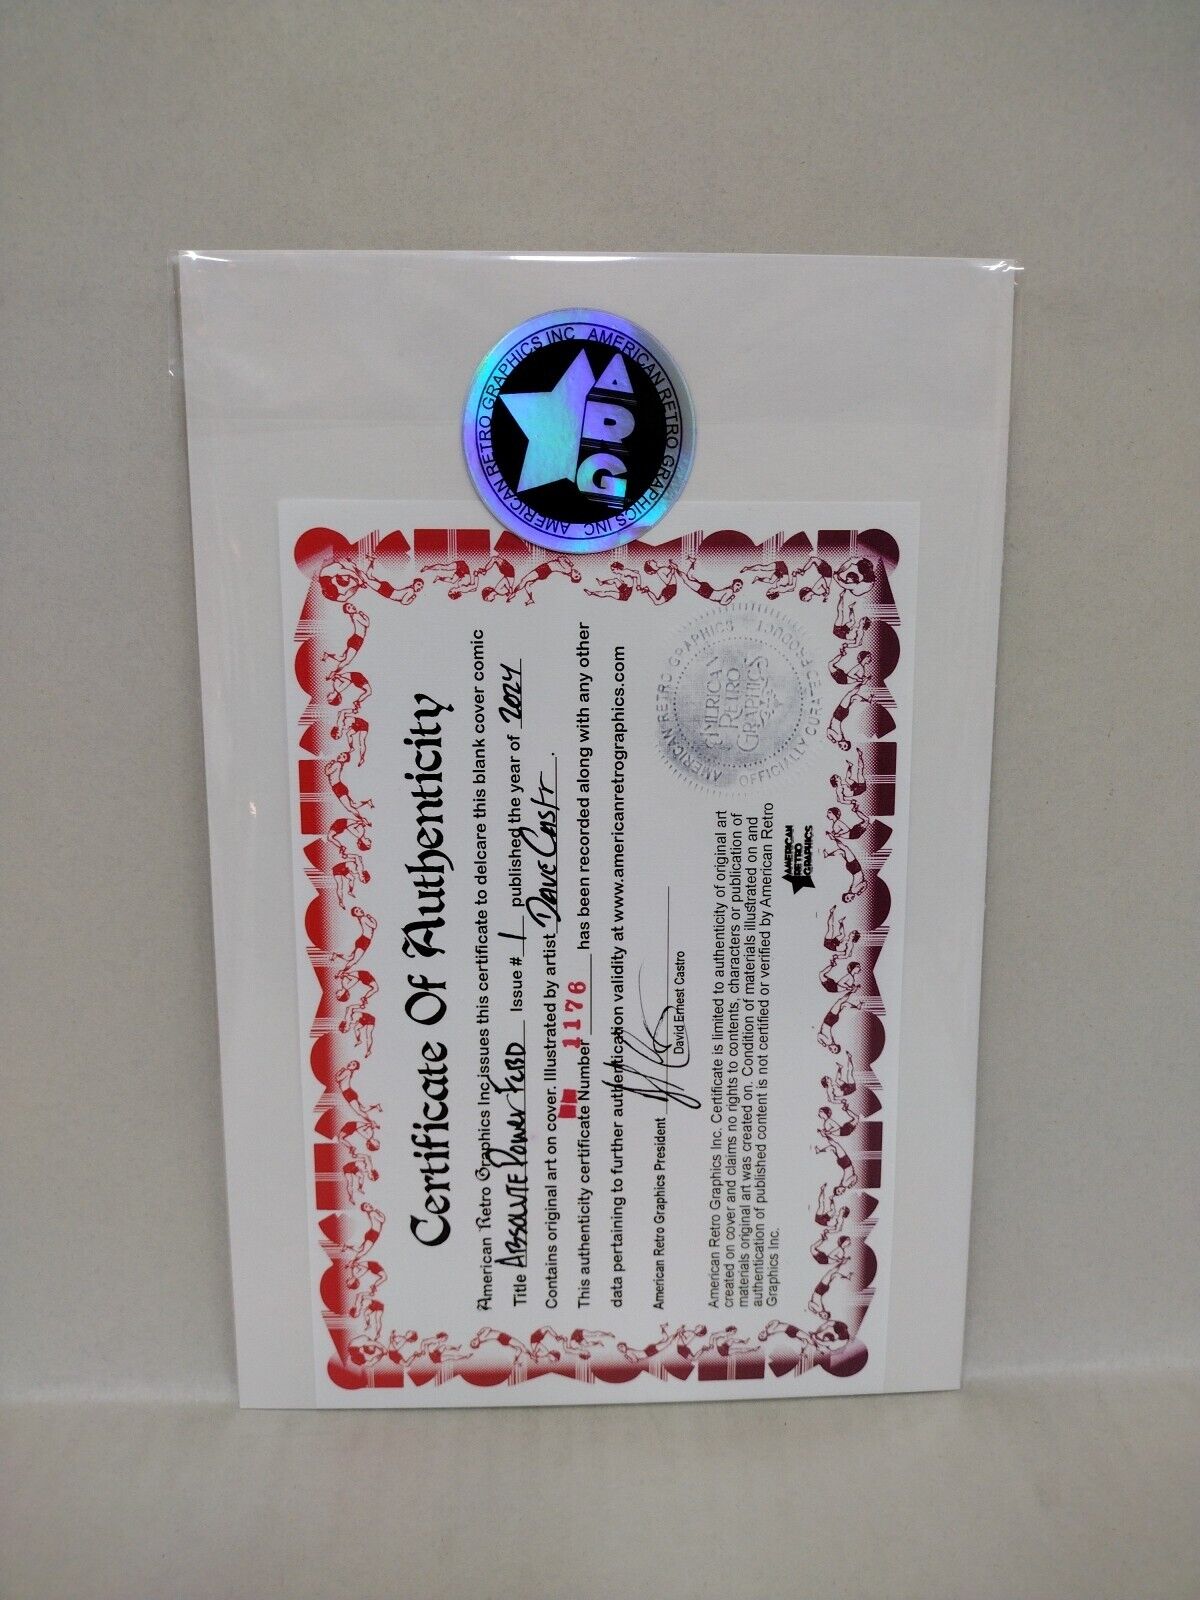 AMERICAN RETRO GRAPHICS INC AMERICAN RETRO GRAPHICS INC
ARG
Certificate Of Authenticity
American Retro Graphics Inc issues this certificate to delcare this blank cover comic
Title Absolute Power FCBD Issue # 1 published the year of 2024
Contains original art on cover. Illustrated by artist Dave Castr.
This authenticity certificate Number 1176 has been recorded along with any other
data pertaining to further authentication validity at www.americanretrographics.com
American Retro Graphics President
David Ernest Castro
American Retro Graphics Inc. Certificate is limited to authenticity of original art
created on cover and claims no rights to contents, characters or publication of
materials original art was created on. Condition of materials illustrated on and
authentication of published content is not certified or verified by American Retro
Graphics Inc.
AMERICAN
RETRO
GRAPHICS
AMERICAN RETRO GRAPHICS
OFFICIALLY CURATED PRODUCT
AMERICAN
RETRO
GRAPHICS